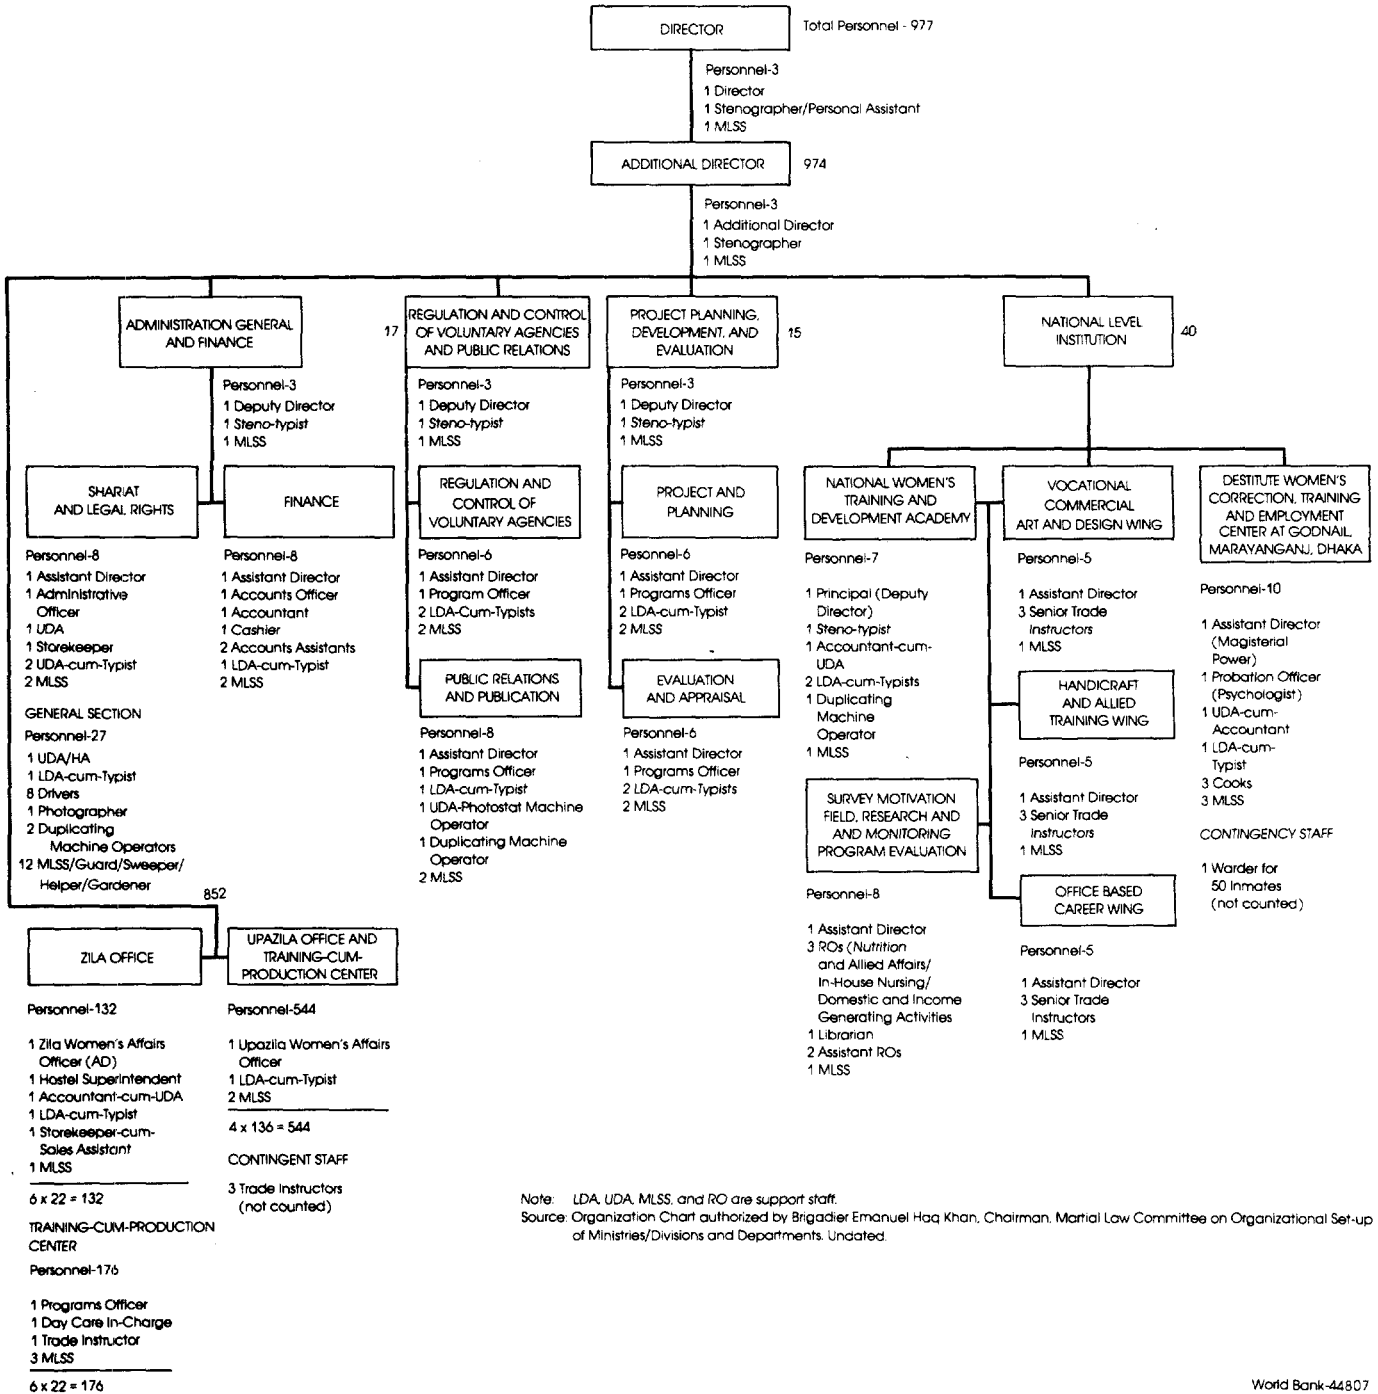 DIRECTOR
Total Personnel - 977
Personnel-3
1 Director
1 Stenographer/Personal Assistant
1 MLSS
ADDITIONAL DIRECTOR
974
Personnel-3
1 Additional Director
1 Stenographer
1 MLSS
ADMINISTRATION GENERAL
AND FINANCE
Personnel-3
1 Deputy Director
1 Steno-typist
1 MLSS
SHARIAT
AND LEGAL RIGHTS
Personnel-8
1 Assistant Director
1 Administrative
Officer
1 UDA
1 Storekeeper
2 UDA-cum-Typist
2 MLSS
GENERAL SECTION
Personnel-27
1 UDA/HA
1 LDA-cum-Typist
8 Drivers
1 Photographer
2 Duplicating
Machine Operators
12 MLSS/Guard/Sweeper/
Helper/Gardener
FINANCE
Personnel-8
1 Assistant Director
1 Accounts Officer
1 Accountant
1 Cashier
2 Accounts Assistants
1 LDA-cum-Typist
2 MLSS
17
REGULATION AND CONTROL
OF VOLUNTARY AGENCIES
AND PUBLIC RELATIONS
Personnel-3
1 Deputy Director
1 Steno-typist
1 MLSS
REGULATION AND
CONTROL OF
VOLUNTARY AGENCIES
Personnel-6
1 Assistant Director
1 Program Officer
2 LDA-Cum-Typists
2 MLSS
PUBLIC RELATIONS
AND PUBLICATION
Personnel-8
1 Assistant Director
1 Programs Officer
1 LDA-cum-Typist
1 UDA-Photostat Machine
Operator
1 Duplicating Machine
Operator
2 MLSS
PROJECT PLANNING,
DEVELOPMENT, AND
EVALUATION
15
Personnel-3
1 Deputy Director
1 Steno-typist
1 MLSS
PROJECT AND
PLANNING
Pesonnel-6
1 Assistant Director
1 Programs Officer
2 LDA-cum-Typist
2 MLSS
EVALUATION
AND APPRAISAL
Personnel-6
1 Assistant Director
1 Programs Officer
2 LDA-cum-Typists
2 MLSS
NATIONAL LEVEL
INSTITUTION
40
NATIONAL WOMEN'S
TRAINING AND
DEVELOPMENT ACADEMY
Personnel-7
1 Principal (Deputy
Director)
1 Steno-typist
1 Accountant-cum-
UDA
2 LDA-cum-Typists
1 Duplicating
Machine
Operator
1 MLSS
SURVEY MOTIVATION
FIELD, RESEARCH AND
AND MONITORING
PROGRAM EVALUATION
Personnel-8
1 Assistant Director
3 ROs (Nutrition
and Allied Affairs/
In-House Nursing/
Domestic and Income
Generating Activities
1 Librarian
2 Assistant ROs
1 MLSS
VOCATIONAL
COMMERCIAL
ART AND DESIGN WING
Personnel-5
1 Assistant Director
3 Senior Trade
Instructors
1 MLSS
HANDICRAFT
AND ALLIED
TRAINING WING
Personnel-5
1 Assistant Director
3 Senior Trade
Instructors
1 MLSS
OFFICE BASED
CAREER WING
Personnel-5
1 Assistant Director
3 Senior Trade
Instructors
1 MLSS
DESTITUTE WOMEN'S
CORRECTION, TRAINING
AND EMPLOYMENT
CENTER AT GODNAIL,
MARAYANGANJ, DHAKA
Personnel-10
1 Assistant Director
(Magisterial
Power)
1 Probation Officer
(Psychologist)
1 UDA-cum-
Accountant
1 LDA-cum-
Typist
3 Cooks
3 MLSS
CONTINGENCY STAFF
1 Warder for
50 Inmates
(not counted)
852
ZILA OFFICE
Personnel-132
1 Zila Women's Affairs
Officer (AD)
1 Hostel Superintendent
1 Accountant-cum-UDA
1 LDA-cum-Typist
1 Storekeeper-cum-
Sales Assistant
1 MLSS
6 x 22 = 132
TRAINING-CUM-PRODUCTION
CENTER
Personnel-176
1 Programs Officer
1 Day Care In-Charge
1 Trade Instructor
3 MLSS
6 x 22 = 176
UPAZILA OFFICE AND
TRAINING-CUM-
PRODUCTION CENTER
Personnel-544
1 Upazila Women's Affairs
Officer
1 LDA-cum-Typist
2 MLSS
4 x 136 = 544
CONTINGENT STAFF
3 Trade Instructors
(not counted)
Note: LDA, UDA, MLSS, and RO are support staff.
Source: Organization Chart authorized by Brigadier Emanuel Haq Khan, Chairman, Martial Law Committee on Organizational Set-up
of Ministries/Divisions and Departments. Undated.
World Bank-44807